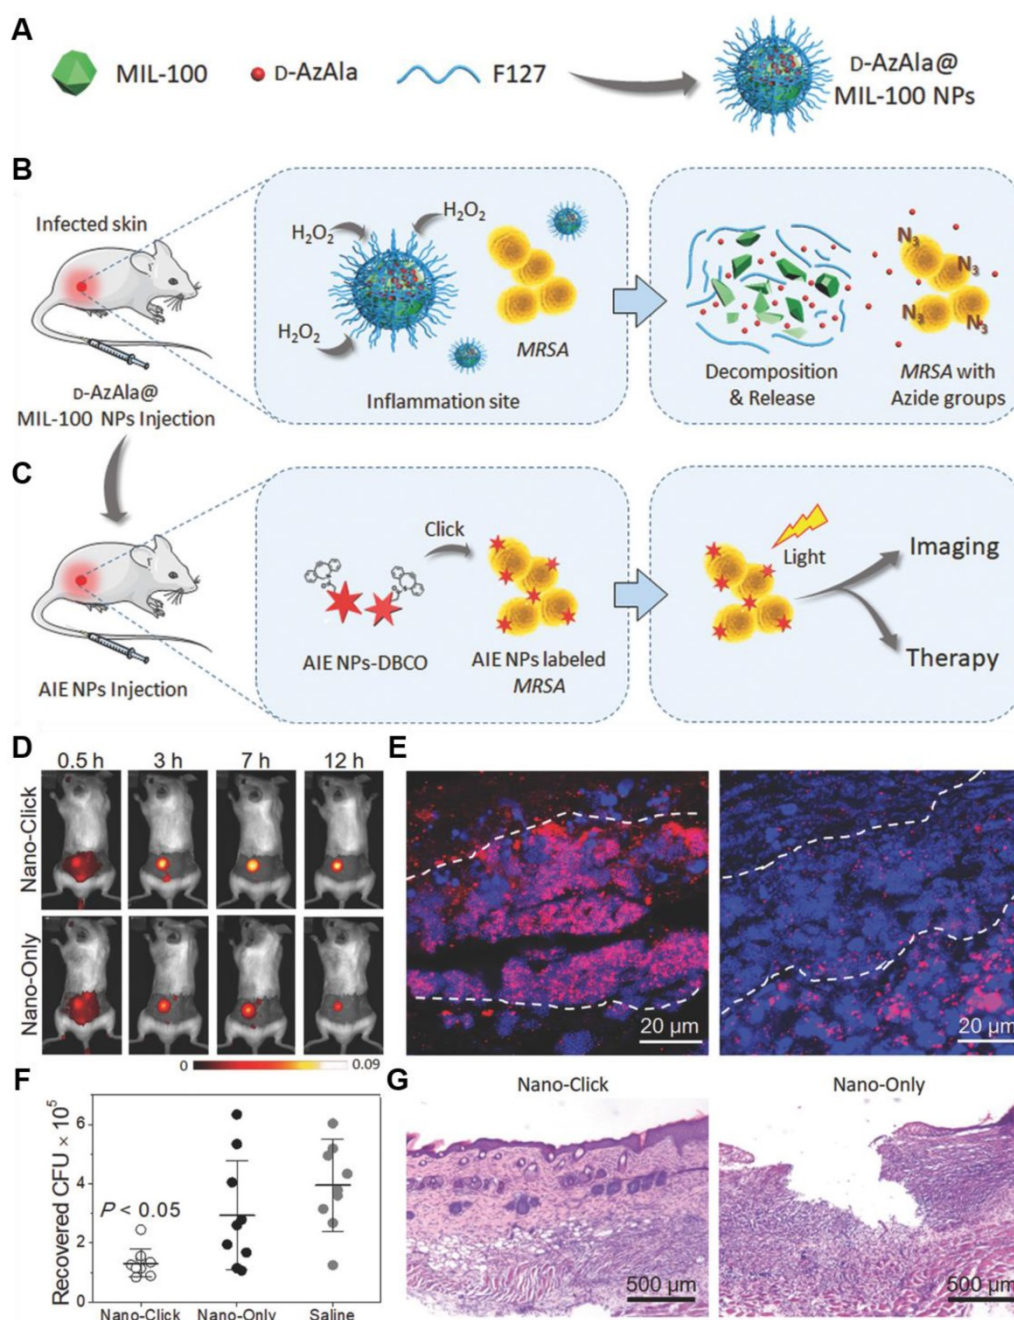 A
MIL-100
D-AzAla
F127
D-AzAla@
MIL-100 NPs
B
Infected skin
D-AzAla@
MIL-100 NPs Injection
H₂O₂
H₂O₂
H₂O₂
MRSA
Inflammation site
N₃
N₃
N₃
N₃
Decomposition
& Release
MRSA with
Azide groups
C
AIE NPs Injection
Click
AIE NPs-DBCO
AIE NPs labeled
MRSA
Light
Imaging
Therapy
D
0.5 h 3 h 7 h 12 h
Nano-Click
Nano-Only
0 0.09
E
20 µm
20 µm
Nano-Click
Nano-Only
F
Recovered CFU × 10⁵
6
4
2
0
P < 0.05
Nano-Click Nano-Only Saline
G
500 µm
500 µm